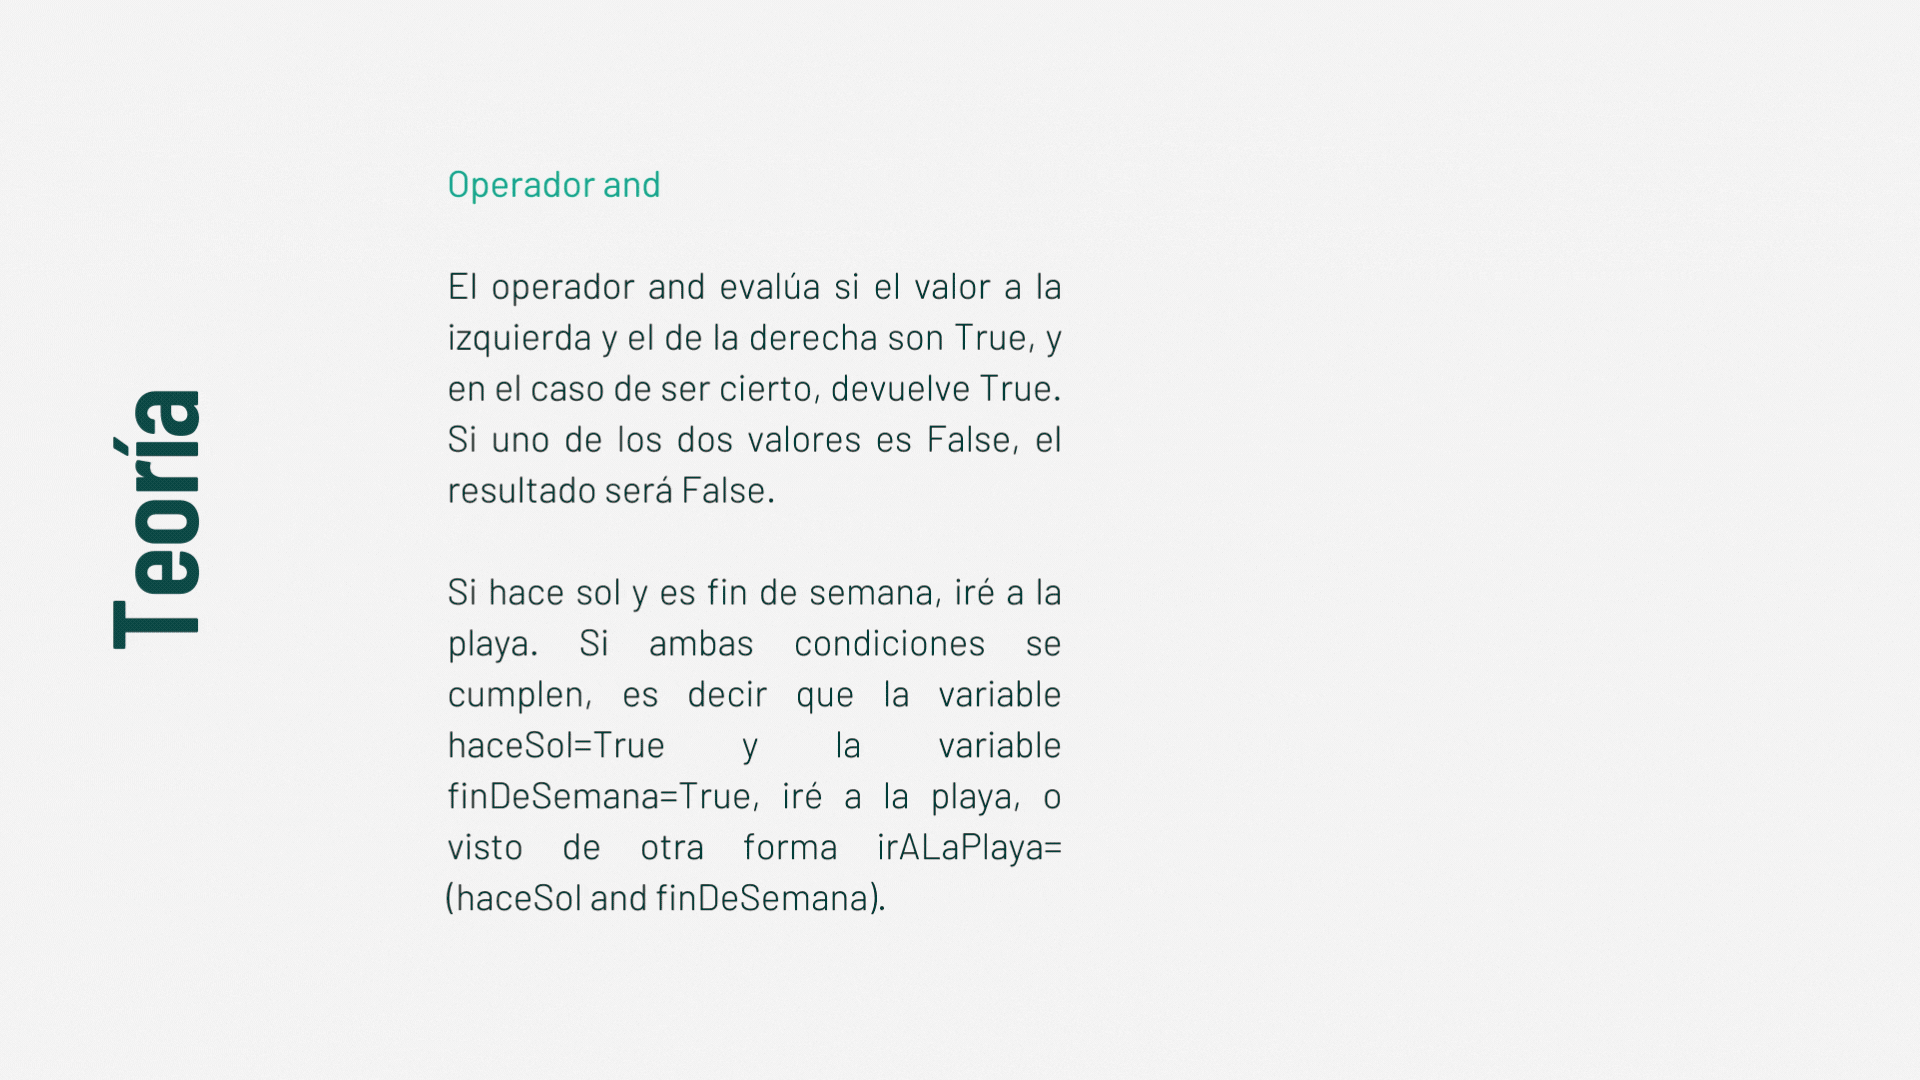 Teoría
Operador and
El operador and evalúa si el valor a la
izquierda y el de la derecha son True, y
en el caso de ser cierto, devuelve True.
Si uno de los dos valores es False, el
resultado será False.
Si hace sol y es fin de semana, iré a la
playa. Si ambas condiciones se
cumplen, es decir que la variable
haceSol=True y la variable
finDeSemana=True, iré a la playa, o
visto de otra forma irALaPlaya=
(haceSol and finDeSemana).